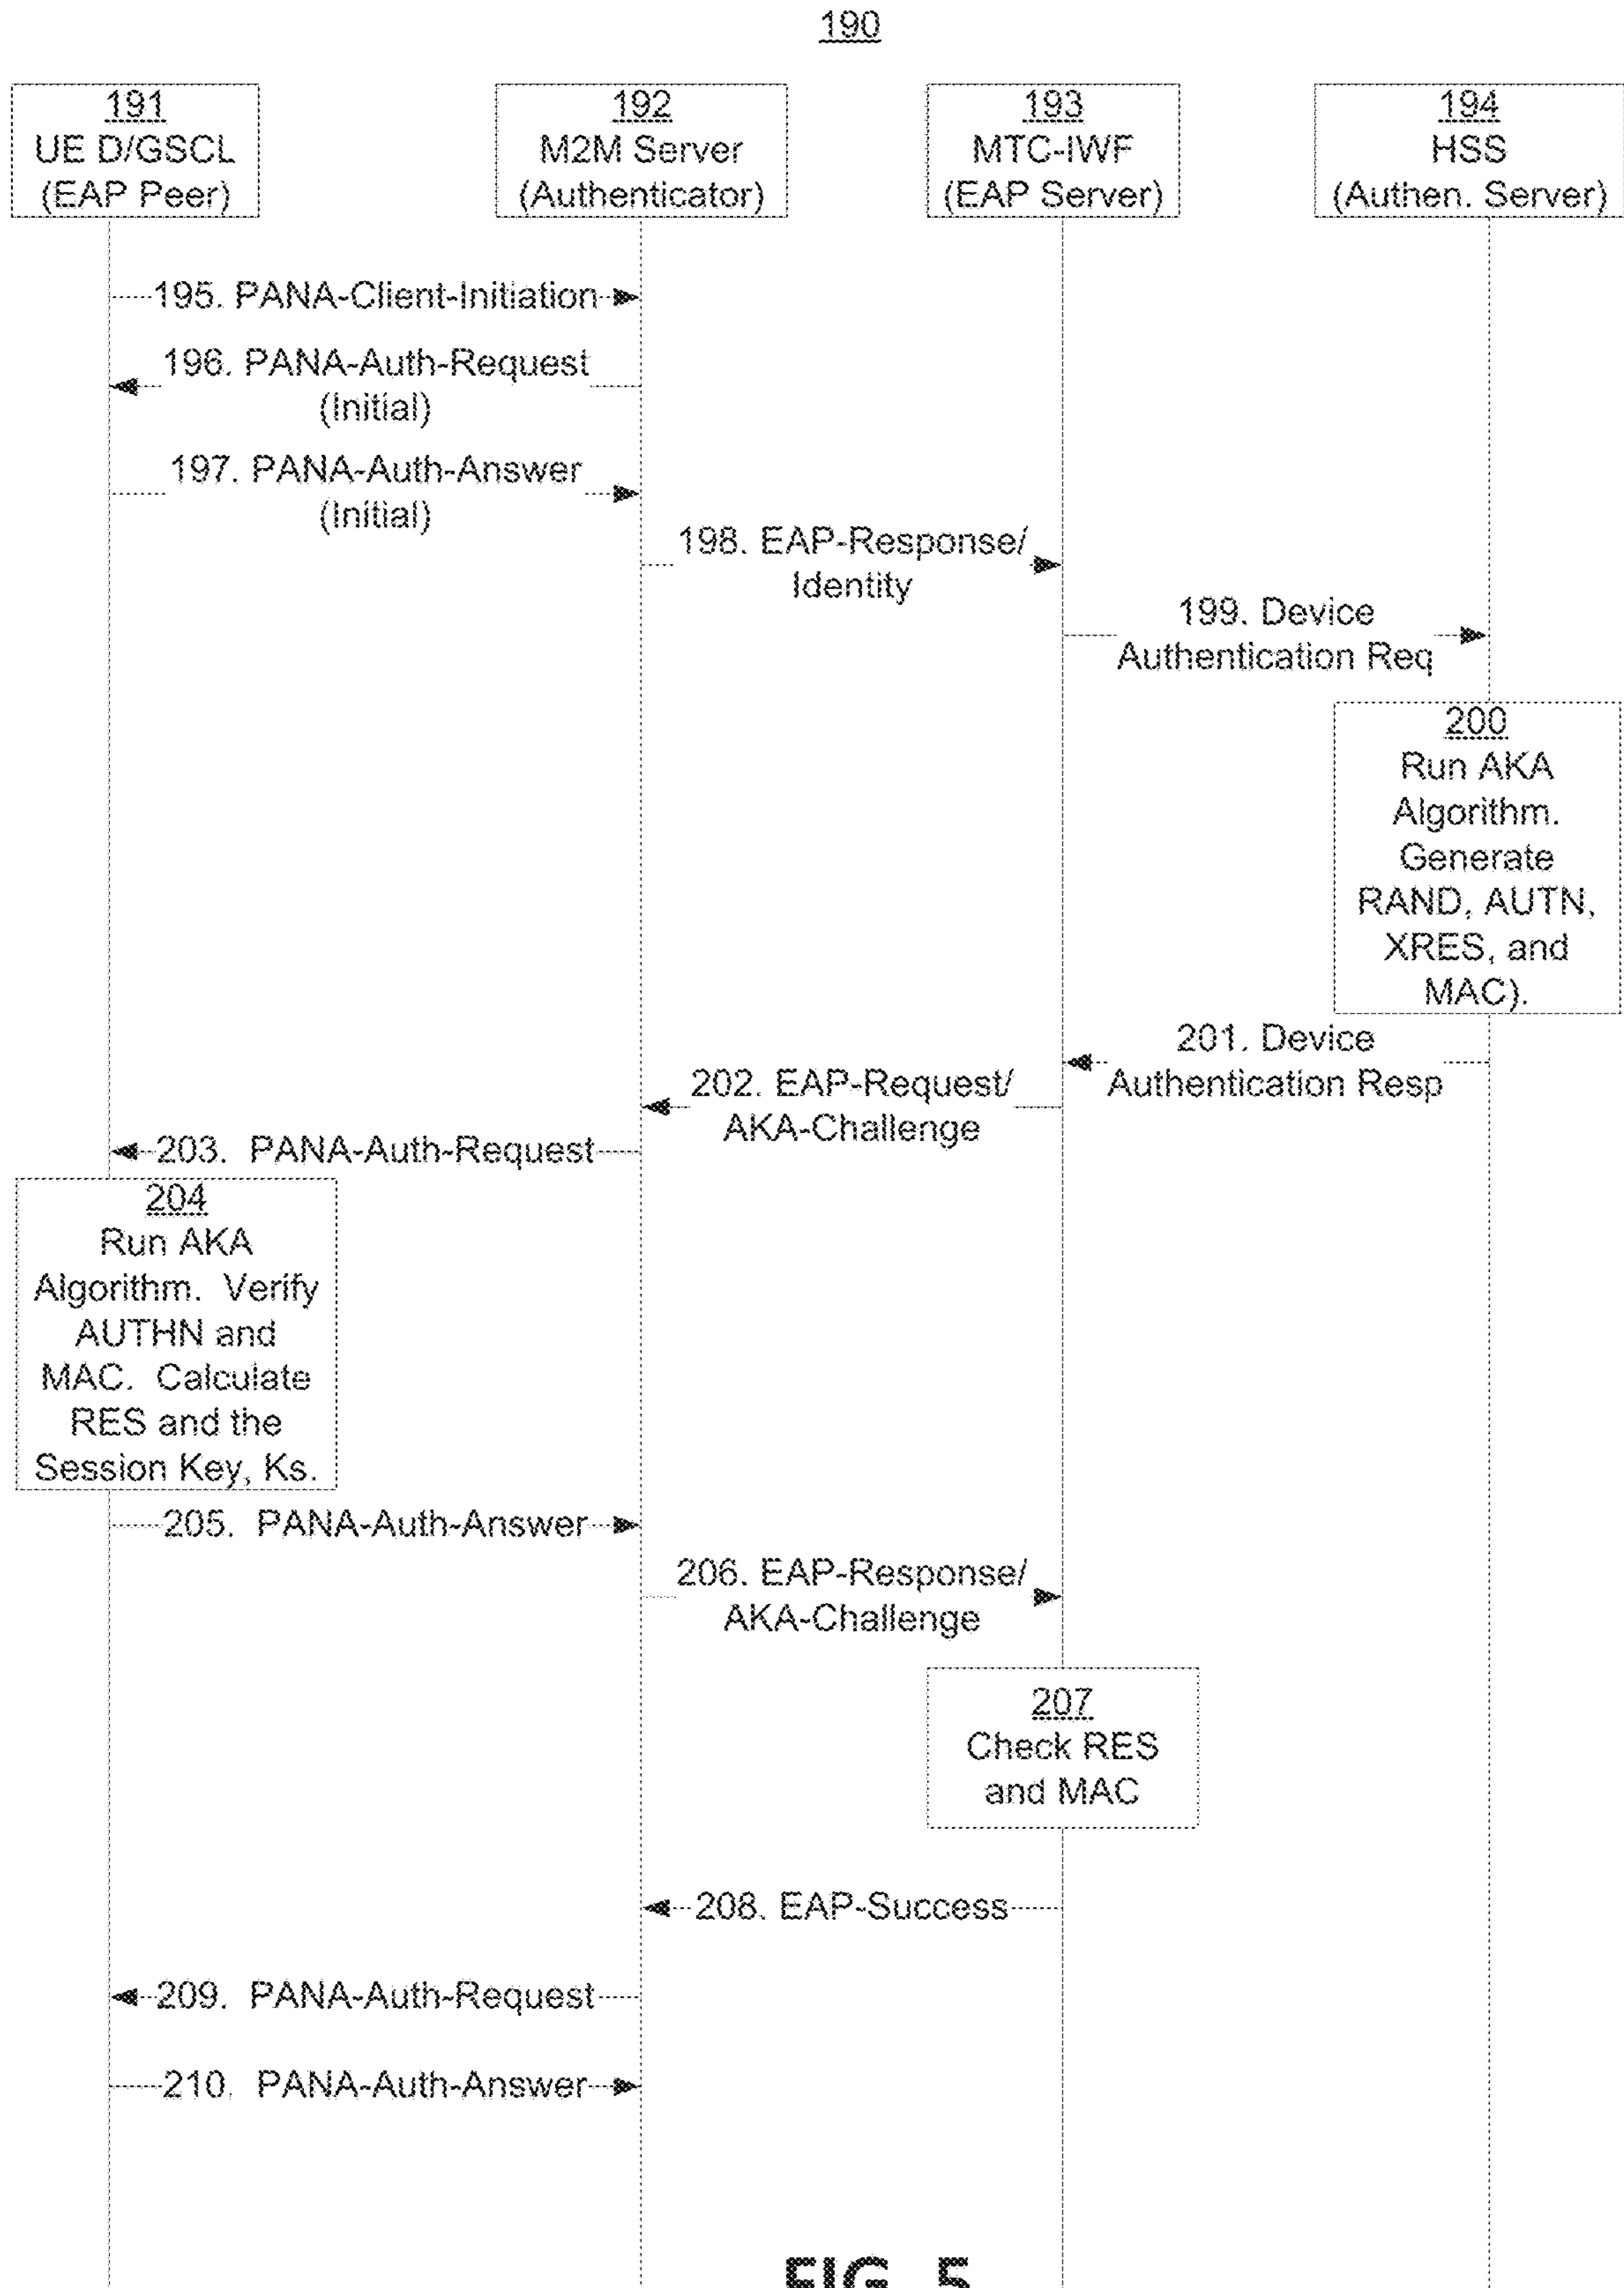 190
191
UE D/GSCL
(EAP Peer)
192
M2M Server
(Authenticator)
193
MTC-IWF
(EAP Server)
194
HSS
(Authen. Server)
195. PANA-Client-Initiation
196. PANA-Auth-Request
(Initial)
197. PANA-Auth-Answer
(Initial)
198. EAP-Response/
Identity
199. Device
Authentication Req
200
Run AKA
Algorithm.
Generate
RAND, AUTN,
XRES, and
MAC).
201. Device
Authentication Resp
202. EAP-Request/
AKA-Challenge
203. PANA-Auth-Request
204
Run AKA
Algorithm. Verify
AUTHN and
MAC. Calculate
RES and the
Session Key, Ks.
205. PANA-Auth-Answer
206. EAP-Response/
AKA-Challenge
207
Check RES
and MAC
208. EAP-Success
209. PANA-Auth-Request
210. PANA-Auth-Answer
FIG. 5